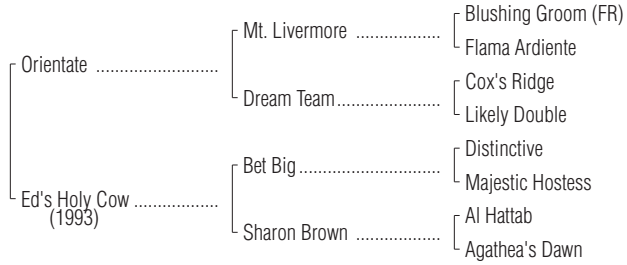 Blushing Groom (FR)
Mt. Livermore ..................
Flama Ardiente
Orientate ..........................
Cox's Ridge
Dream Team......................
Likely Double
Distinctive
Bet Big..............................
Majestic Hostess
Ed's Holy Cow ..................
(1993)
Al Hattab
Sharon Brown ..................
Agathea's Dawn